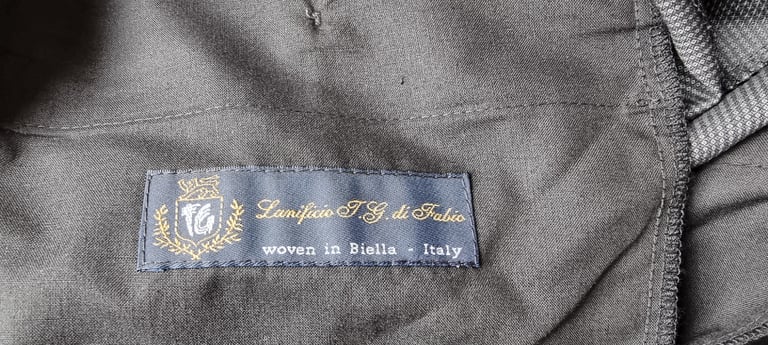 TG
Lanificio T.G. di Fabio
woven in Biella - Italy